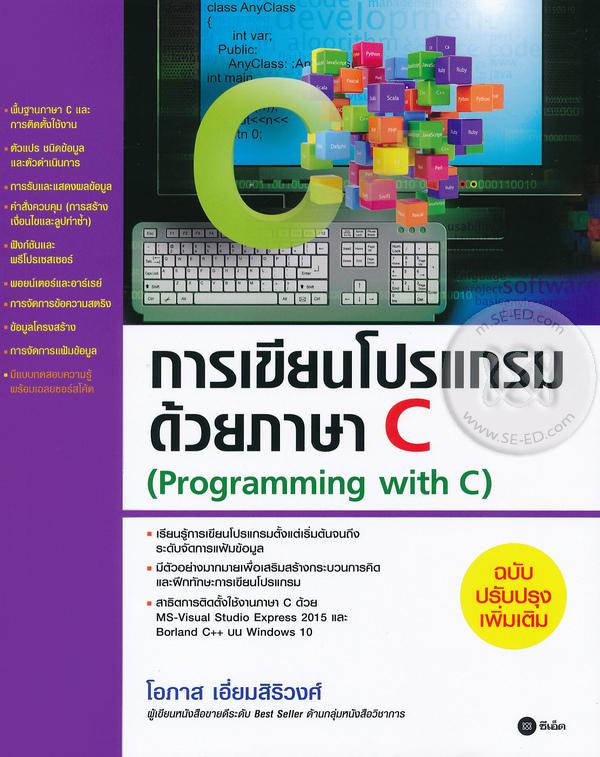 class AnyClass
{
int var;
Public:
AnyClass:
int main
tn 0;
code
development
algorithm
Python
JavaScript
Ruby
Pascal
Scala
C++
Delphi
PHP
Swift
000110
language
project
software
basic
C
• พื้นฐานภาษา C และ
การติดตั้งใช้งาน
• ตัวแปร ชนิดข้อมูล
และตัวดำเนินการ
• การรับและแสดงผลข้อมูล
• คำสั่งควบคุม (การสร้าง
เงื่อนไขและลูปทำซ้ำ)
• ฟังก์ชันและ
พรีโปรเซสเซอร์
• พอยน์เตอร์และอาร์เรย์
• การจัดการข้อความสตริง
• ข้อมูลโครงสร้าง
• การจัดการแฟ้มข้อมูล
• มีแบบทดสอบความรู้
พร้อมเฉลยซอร์สโค้ด
การเขียนโปรแกรม
ด้วยภาษา C
(Programming with C)
m.SE-ED.com
www.SE-ED.com
• เรียนรู้การเขียนโปรแกรมตั้งแต่เริ่มต้นจนถึง
ระดับจัดการแฟ้มข้อมูล
• มีตัวอย่างมากมายเพื่อเสริมสร้างกระบวนการคิด
และฝึกทักษะการเขียนโปรแกรม
• สาธิตการติดตั้งใช้งานภาษา C ด้วย
MS-Visual Studio Express 2015 และ
Borland C++ บน Windows 10
ฉบับ
ปรับปรุง
เพิ่มเติม
โอภาส เอี่ยมสิริวงศ์
ผู้เขียนหนังสือขายดีระดับ Best Seller ด้านกลุ่มหนังสือวิชาการ
ซีเอ็ด